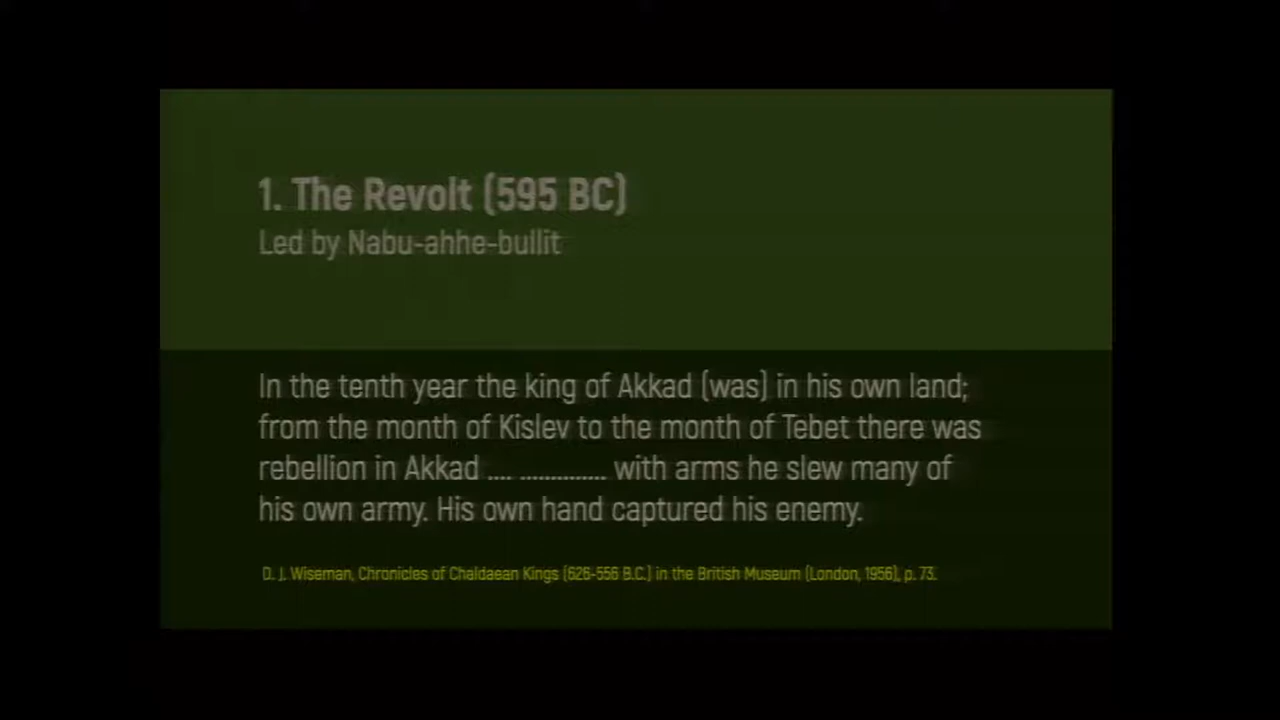 1. The Revolt (595 BC)
Led by Nabu-ahhe-bullit
In the tenth year the king of Akkad (was) in his own land;
from the month of Kislev to the month of Tebet there was
rebellion in Akkad .... .............. with arms he slew many of
his own army. His own hand captured his enemy.
D. J. Wiseman, Chronicles of Chaldaean Kings (626-556 B.C.) in the British Museum (London, 1956), p. 73.